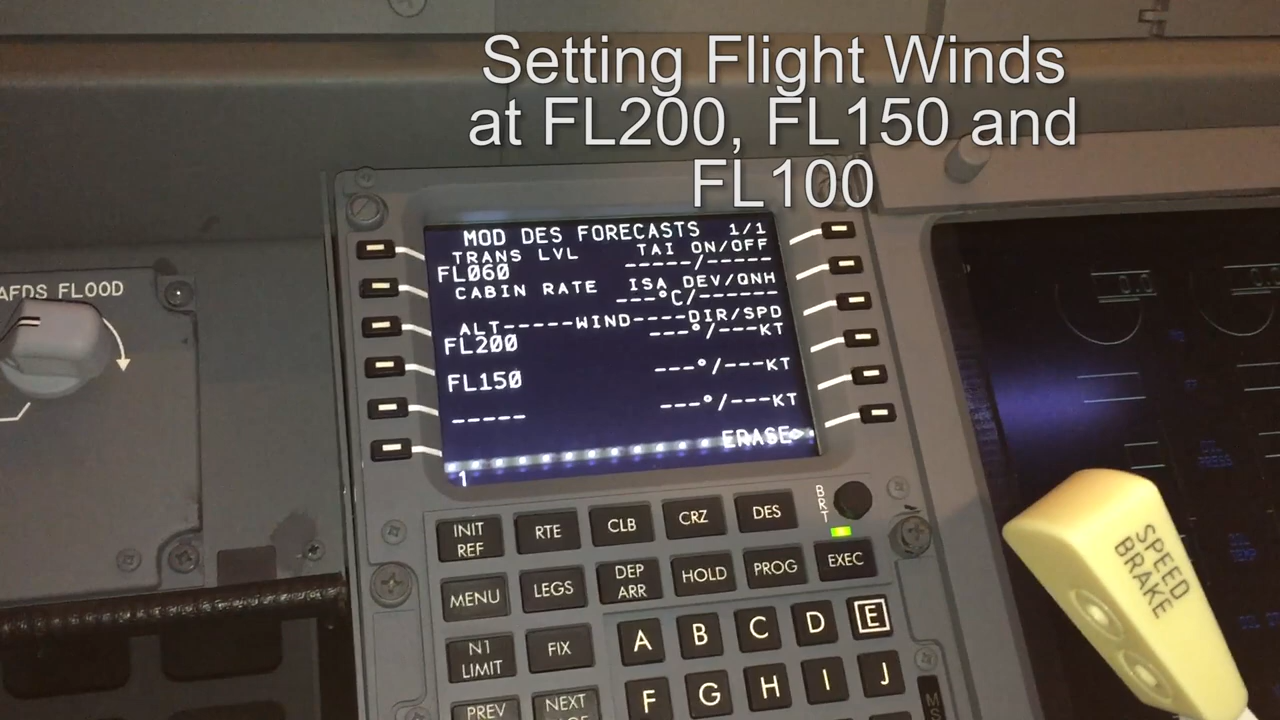 Setting Flight Winds
at FL200, FL150 and
FL100
MOD DES FORECASTS 1/1
TRANS LVL TAI ON/OFF
FL060 -----/-----
CABIN RATE ISA DEV/QNH
---°C/------
ALT-----WIND----DIR/SPD
FL200 ---°/---KT
FL150 ---°/---KT
----- ---°/---KT
ERASE>
1
AFDS FLOOD
BRT
INIT REF
RTE
CLB
CRZ
DES
MENU
LEGS
DEP ARR
HOLD
PROG
EXEC
N1 LIMIT
FIX
A B C D E
PREV
NEXT
F G H I J
SPEED
BRAKE